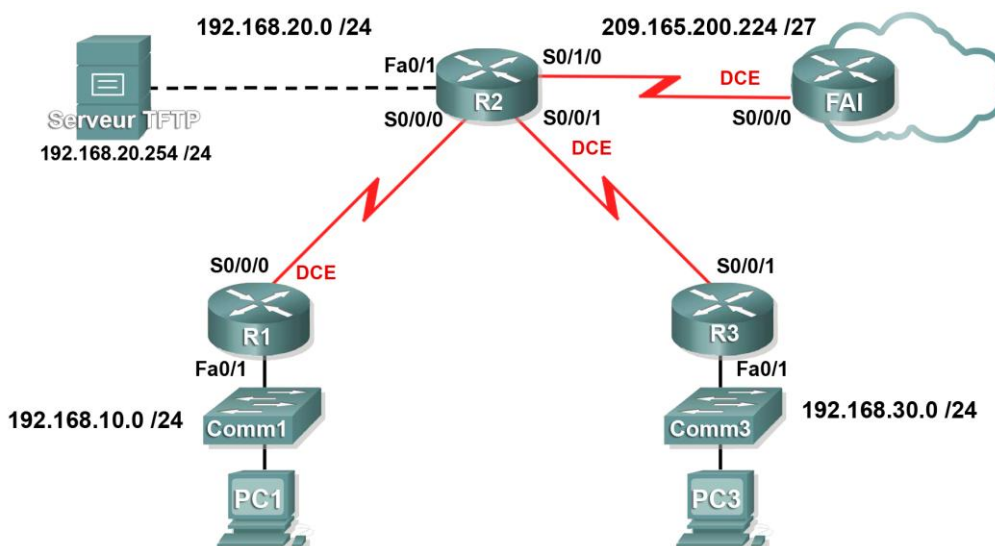 192.168.20.0 /24
209.165.200.224 /27
Fa0/1
S0/1/0
DCE
R2
FAI
Serveur TFTP
S0/0/0
S0/0/1
S0/0/0
192.168.20.254 /24
DCE
S0/0/0
DCE
S0/0/1
R1
R3
Fa0/1
Fa0/1
192.168.10.0 /24
Comm1
Comm3
192.168.30.0 /24
PC1
PC3